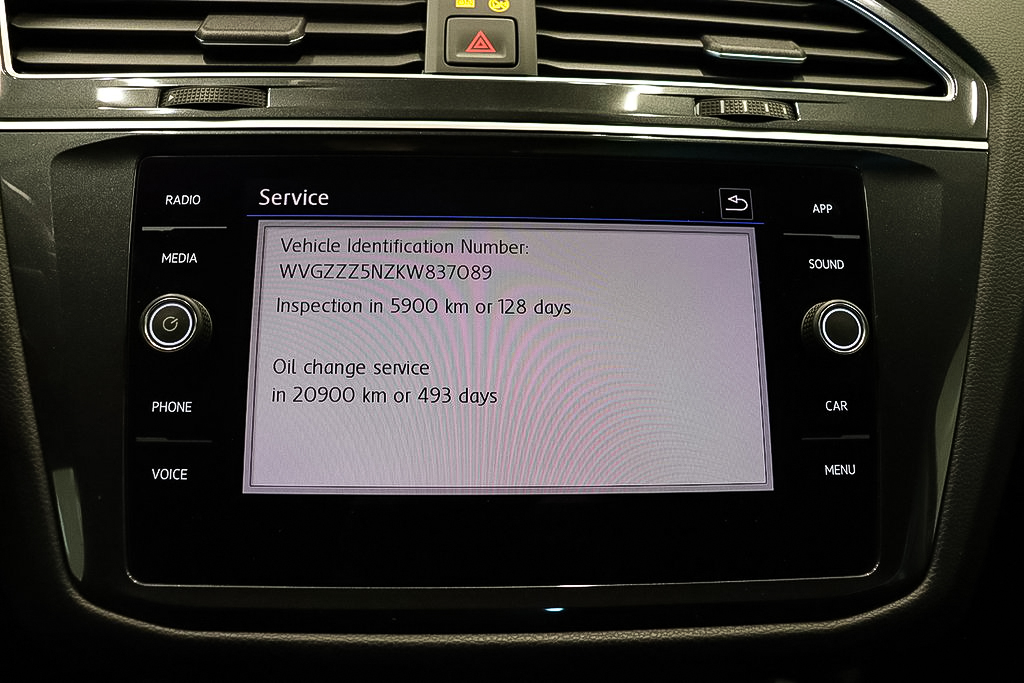 Service
RADIO
MEDIA
PHONE
VOICE
Vehicle Identification Number:
WVGZZZ5NZKW837089
Inspection in 5900 km or 128 days
Oil change service
in 20900 km or 493 days
APP
SOUND
CAR
MENU